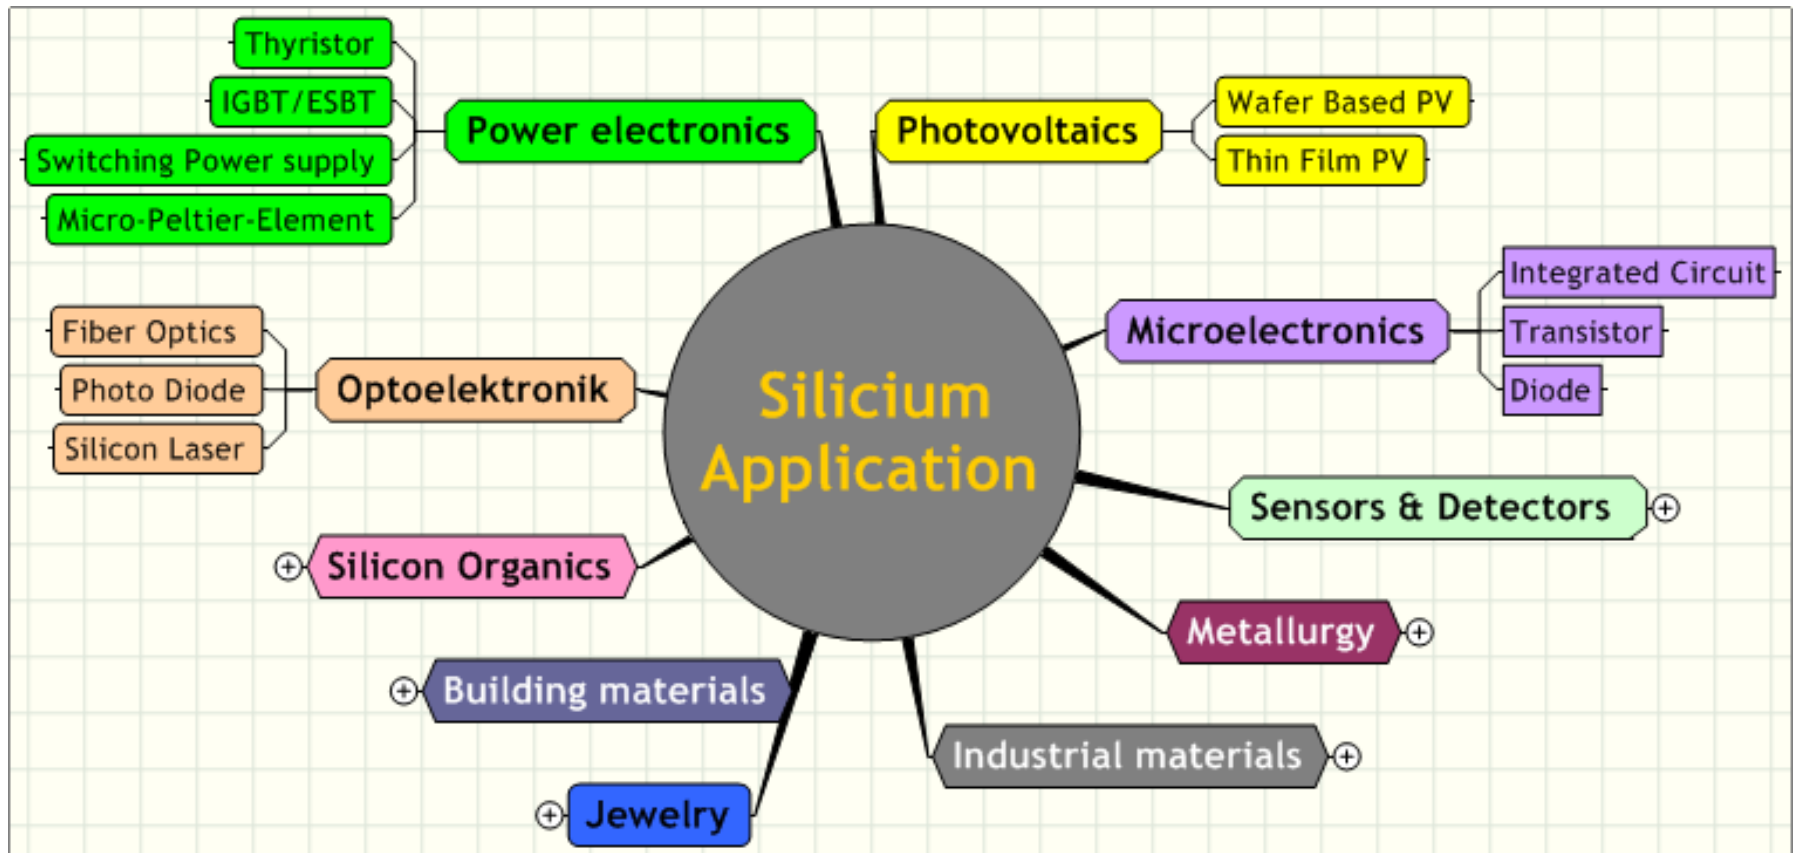 Thyristor
IGBT/ESBT
Switching Power supply
Micro-Peltier-Element
Power electronics
Photovoltaics
Wafer Based PV
Thin Film PV
Fiber Optics
Photo Diode
Silicon Laser
Optoelektronik
Silicium
Application
Microelectronics
Integrated Circuit
Transistor
Diode
Sensors & Detectors
Silicon Organics
Metallurgy
Building materials
Industrial materials
Jewelry